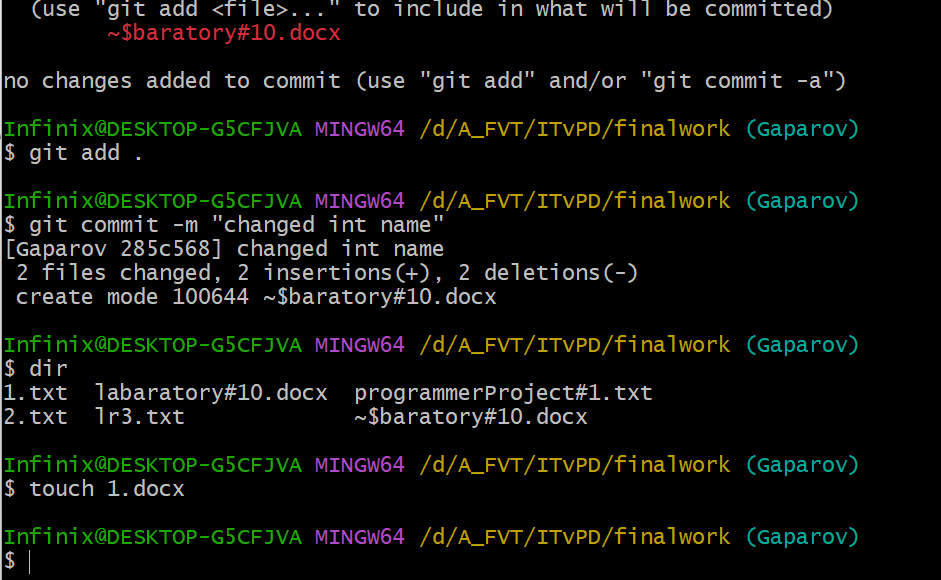 (use "git add <file>..." to include in what will be committed)
~$baratory#10.docx
no changes added to commit (use "git add" and/or "git commit -a")
Infinix@DESKTOP-G5CFJVA MINGW64 /d/A_FVT/ITvPD/finalwork (Gaparov)
$ git add .
Infinix@DESKTOP-G5CFJVA MINGW64 /d/A_FVT/ITvPD/finalwork (Gaparov)
$ git commit -m "changed int name"
[Gaparov 285c568] changed int name
2 files changed, 2 insertions(+), 2 deletions(-)
create mode 100644 ~$baratory#10.docx
Infinix@DESKTOP-G5CFJVA MINGW64 /d/A_FVT/ITvPD/finalwork (Gaparov)
$ dir
1.txt  labaratory#10.docx  programmerProject#1.txt
2.txt  lr3.txt             ~$baratory#10.docx
Infinix@DESKTOP-G5CFJVA MINGW64 /d/A_FVT/ITvPD/finalwork (Gaparov)
$ touch 1.docx
Infinix@DESKTOP-G5CFJVA MINGW64 /d/A_FVT/ITvPD/finalwork (Gaparov)
$